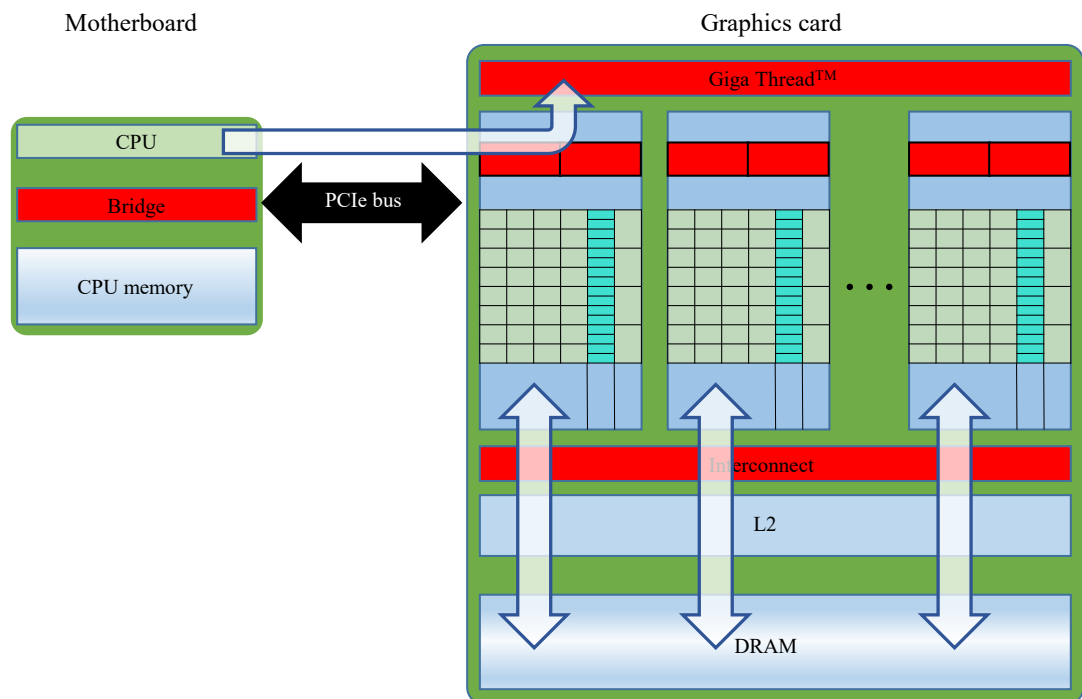 Motherboard
Graphics card
Giga Thread™
CPU
PCIe bus
Bridge
CPU memory
Interconnect
L2
DRAM